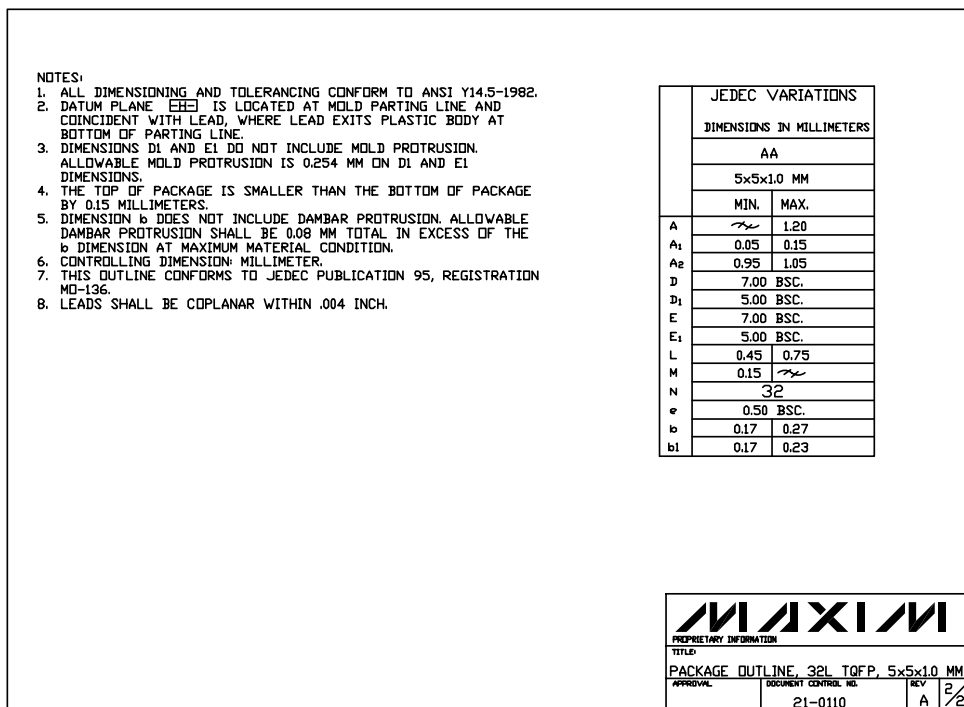 NOTES:
1. ALL DIMENSIONING AND TOLERANCING CONFORM TO ANSI Y14.5-1982.
2. DATUM PLANE -H- IS LOCATED AT MOLD PARTING LINE AND
COINCIDENT WITH LEAD, WHERE LEAD EXITS PLASTIC BODY AT
BOTTOM OF PARTING LINE.
3. DIMENSIONS D1 AND E1 DO NOT INCLUDE MOLD PROTRUSION.
ALLOWABLE MOLD PROTRUSION IS 0.254 MM ON D1 AND E1
DIMENSIONS.
4. THE TOP OF PACKAGE IS SMALLER THAN THE BOTTOM OF PACKAGE
BY 0.15 MILLIMETERS.
5. DIMENSION b DOES NOT INCLUDE DAMBAR PROTRUSION. ALLOWABLE
DAMBAR PROTRUSION SHALL BE 0.08 MM TOTAL IN EXCESS OF THE
b DIMENSION AT MAXIMUM MATERIAL CONDITION.
6. CONTROLLING DIMENSION: MILLIMETER.
7. THIS OUTLINE CONFORMS TO JEDEC PUBLICATION 95, REGISTRATION
MO-136.
8. LEADS SHALL BE COPLANAR WITHIN .004 INCH.
JEDEC VARIATIONS
DIMENSIONS IN MILLIMETERS
AA
5x5x1.0 MM
MIN. MAX.
A 1.20
A1 0.05 0.15
A2 0.95 1.05
D 7.00 BSC.
D1 5.00 BSC.
E 7.00 BSC.
E1 5.00 BSC.
L 0.45 0.75
M 0.15
N 32
e 0.50 BSC.
b 0.17 0.27
b1 0.17 0.23
MAXIM
PROPRIETARY INFORMATION
TITLE:
PACKAGE OUTLINE, 32L TQFP, 5x5x1.0 MM
APPROVAL DOCUMENT CONTROL NO. REV
21-0110 A 2/2